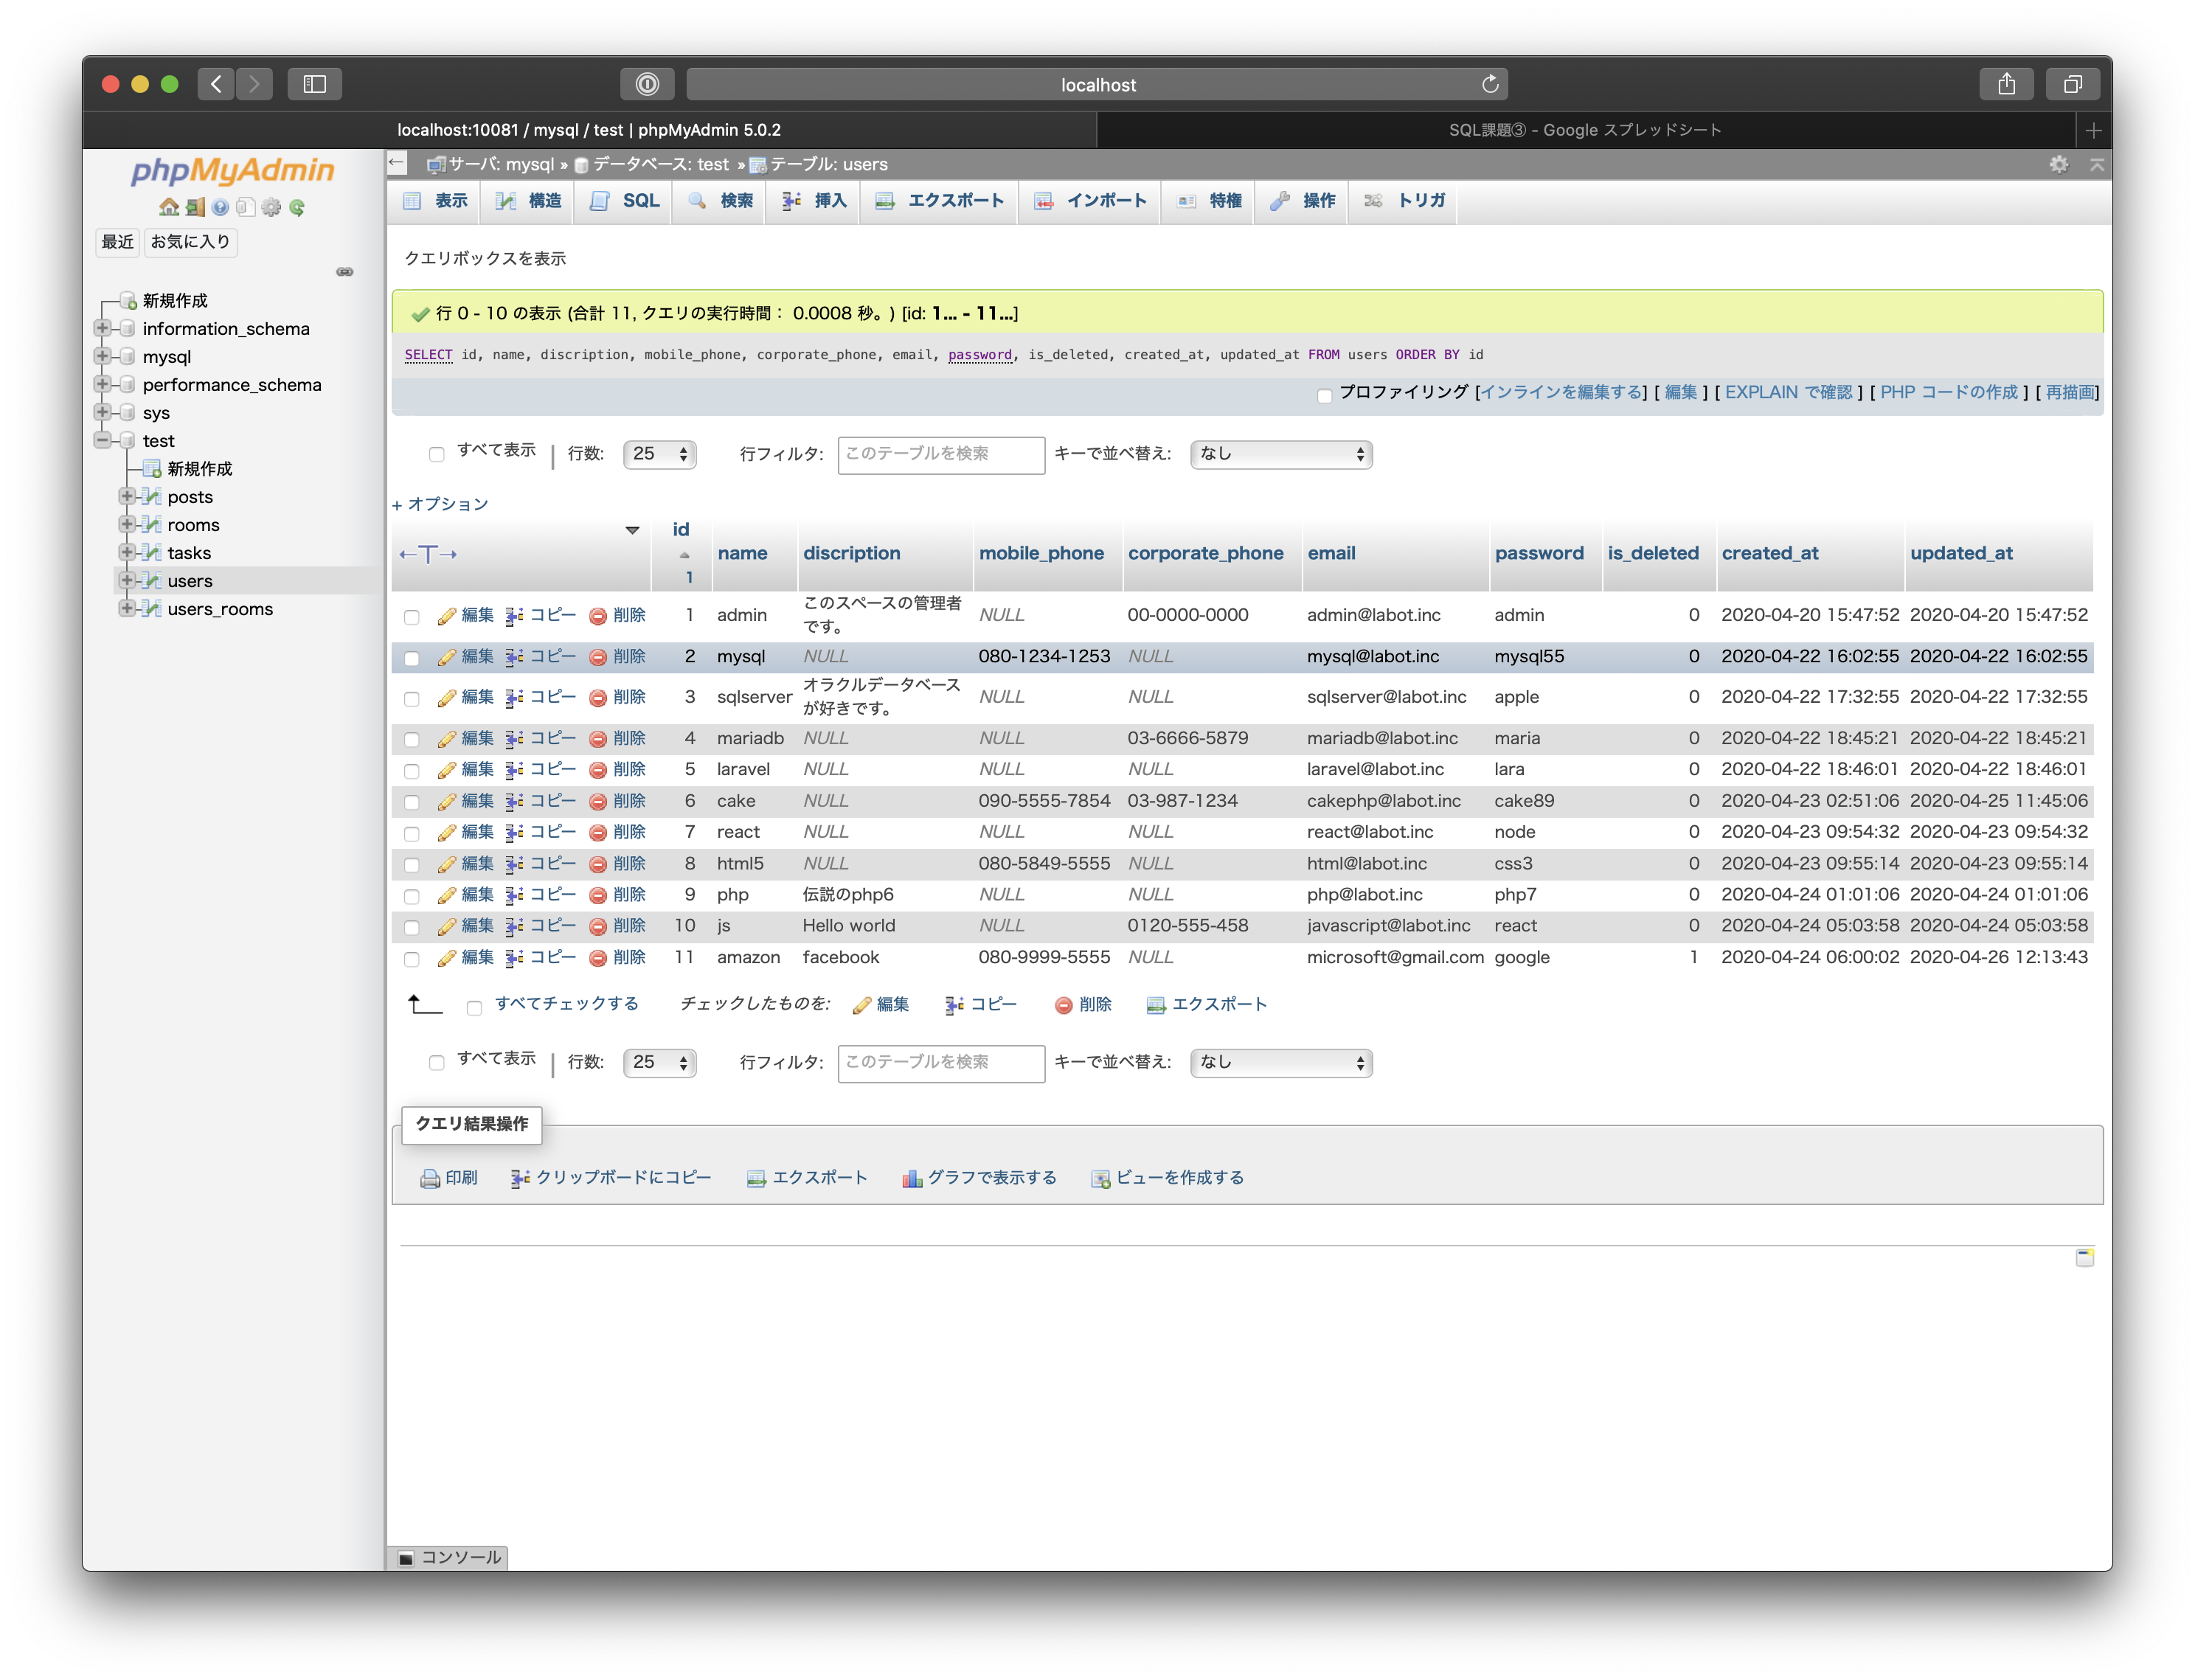 localhost
localhost:10081 / mysql / test | phpMyAdmin 5.0.2
SQL課題③ - Google スプレッドシート
phpMyAdmin
最近 お気に入り
新規作成
information_schema
mysql
performance_schema
sys
test
新規作成
posts
rooms
tasks
users
users_rooms
サーバ: mysql » データベース: test » テーブル: users
表示 構造 SQL 検索 挿入 エクスポート インポート 特権 操作 トリガ
クエリボックスを表示
行 0 - 10 の表示 (合計 11, クエリの実行時間： 0.0008 秒。) [id: 1... - 11...]
SELECT id, name, discription, mobile_phone, corporate_phone, email, password, is_deleted, created_at, updated_at FROM users ORDER BY id
プロファイリング [インラインを編集する] [ 編集 ] [ EXPLAIN で確認 ] [ PHP コードの作成 ] [ 再描画]
すべて表示 | 行数: 25 行フィルタ: このテーブルを検索 キーで並べ替え: なし
+ オプション
←T→ id 1 name discription mobile_phone corporate_phone email password is_deleted created_at updated_at
編集 コピー 削除 1 admin このスペースの管理者です。 NULL 00-0000-0000 admin@labot.inc admin 0 2020-04-20 15:47:52 2020-04-20 15:47:52
編集 コピー 削除 2 mysql NULL 080-1234-1253 NULL mysql@labot.inc mysql55 0 2020-04-22 16:02:55 2020-04-22 16:02:55
編集 コピー 削除 3 sqlserver オラクルデータベースが好きです。 NULL NULL sqlserver@labot.inc apple 0 2020-04-22 17:32:55 2020-04-22 17:32:55
編集 コピー 削除 4 mariadb NULL NULL 03-6666-5879 mariadb@labot.inc maria 0 2020-04-22 18:45:21 2020-04-22 18:45:21
編集 コピー 削除 5 laravel NULL NULL NULL laravel@labot.inc lara 0 2020-04-22 18:46:01 2020-04-22 18:46:01
編集 コピー 削除 6 cake NULL 090-5555-7854 03-987-1234 cakephp@labot.inc cake89 0 2020-04-23 02:51:06 2020-04-25 11:45:06
編集 コピー 削除 7 react NULL NULL NULL react@labot.inc node 0 2020-04-23 09:54:32 2020-04-23 09:54:32
編集 コピー 削除 8 html5 NULL 080-5849-5555 NULL html@labot.inc css3 0 2020-04-23 09:55:14 2020-04-23 09:55:14
編集 コピー 削除 9 php 伝説のphp6 NULL NULL php@labot.inc php7 0 2020-04-24 01:01:06 2020-04-24 01:01:06
編集 コピー 削除 10 js Hello world NULL 0120-555-458 javascript@labot.inc react 0 2020-04-24 05:03:58 2020-04-24 05:03:58
編集 コピー 削除 11 amazon facebook 080-9999-5555 NULL microsoft@gmail.com google 1 2020-04-24 06:00:02 2020-04-26 12:13:43
すべてチェックする チェックしたものを: 編集 コピー 削除 エクスポート
すべて表示 | 行数: 25 行フィルタ: このテーブルを検索 キーで並べ替え: なし
クエリ結果操作
印刷 クリップボードにコピー エクスポート グラフで表示する ビューを作成する
コンソール